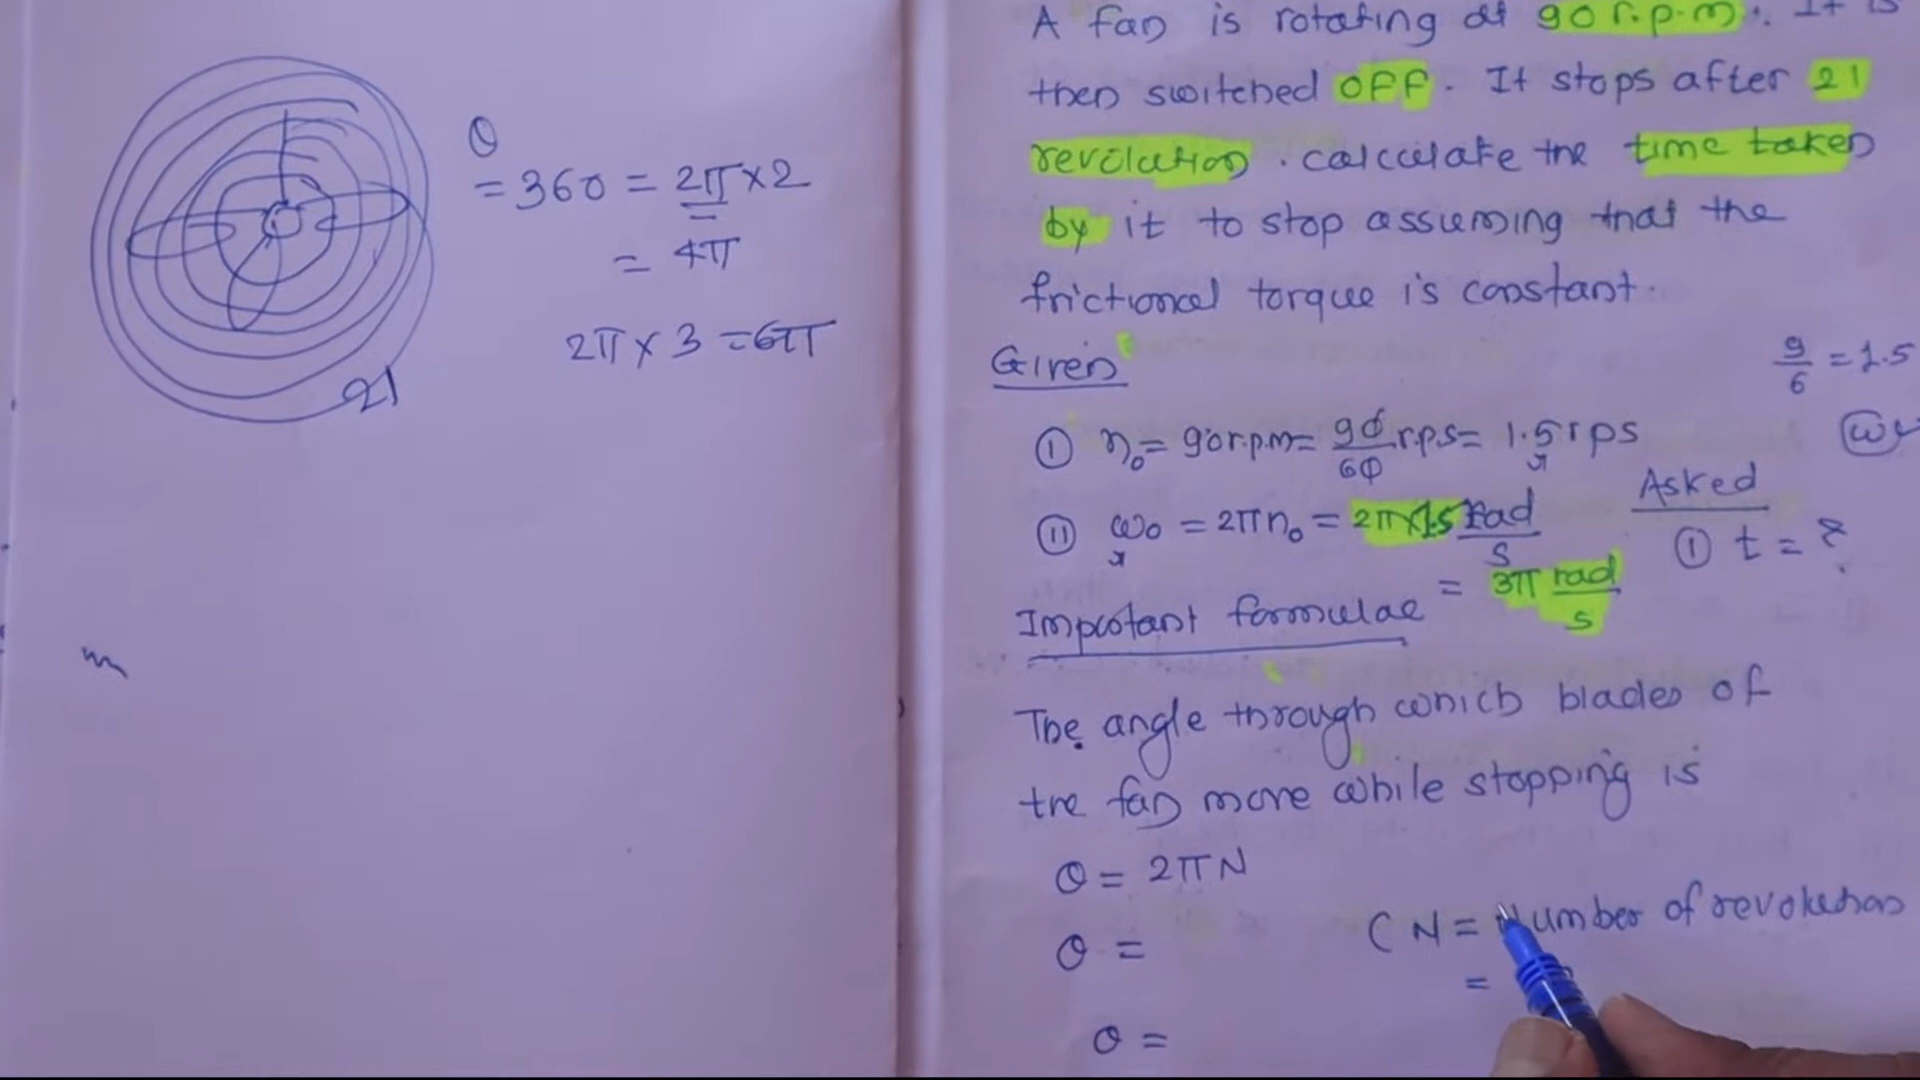 θ
= 360 = 2π × 2
= 4π
2π × 3 = 6π
21
A fan is rotating at 90 r.p.m. It is
then switched OFF. It stops after 21
revolution. calculate the time taken
by it to stop assuming that the
frictional torque is constant.
Given
9/6 = 1.5
① n₀ = 90 r.p.m = 90/60 r.p.s = 1.5 rps
② ω₀ = 2πn₀ = 2π×1.5 rad/s
= 3π rad/s
Asked
① t = ?
Important formulae
The angle through which blades of
the fan move while stopping is
θ = 2πN
(N = Number of revolution
θ =
=
θ =